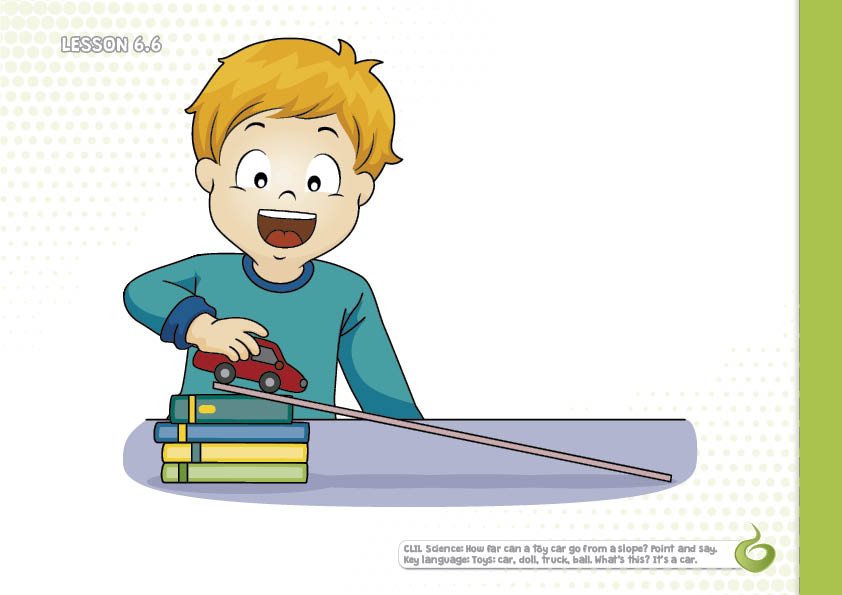 LESSON 6.6
CLIL Science: How far can a toy car go from a slope? Point and say.
Key language: Toys: car, doll, truck, ball. What's this? It's a car.
6